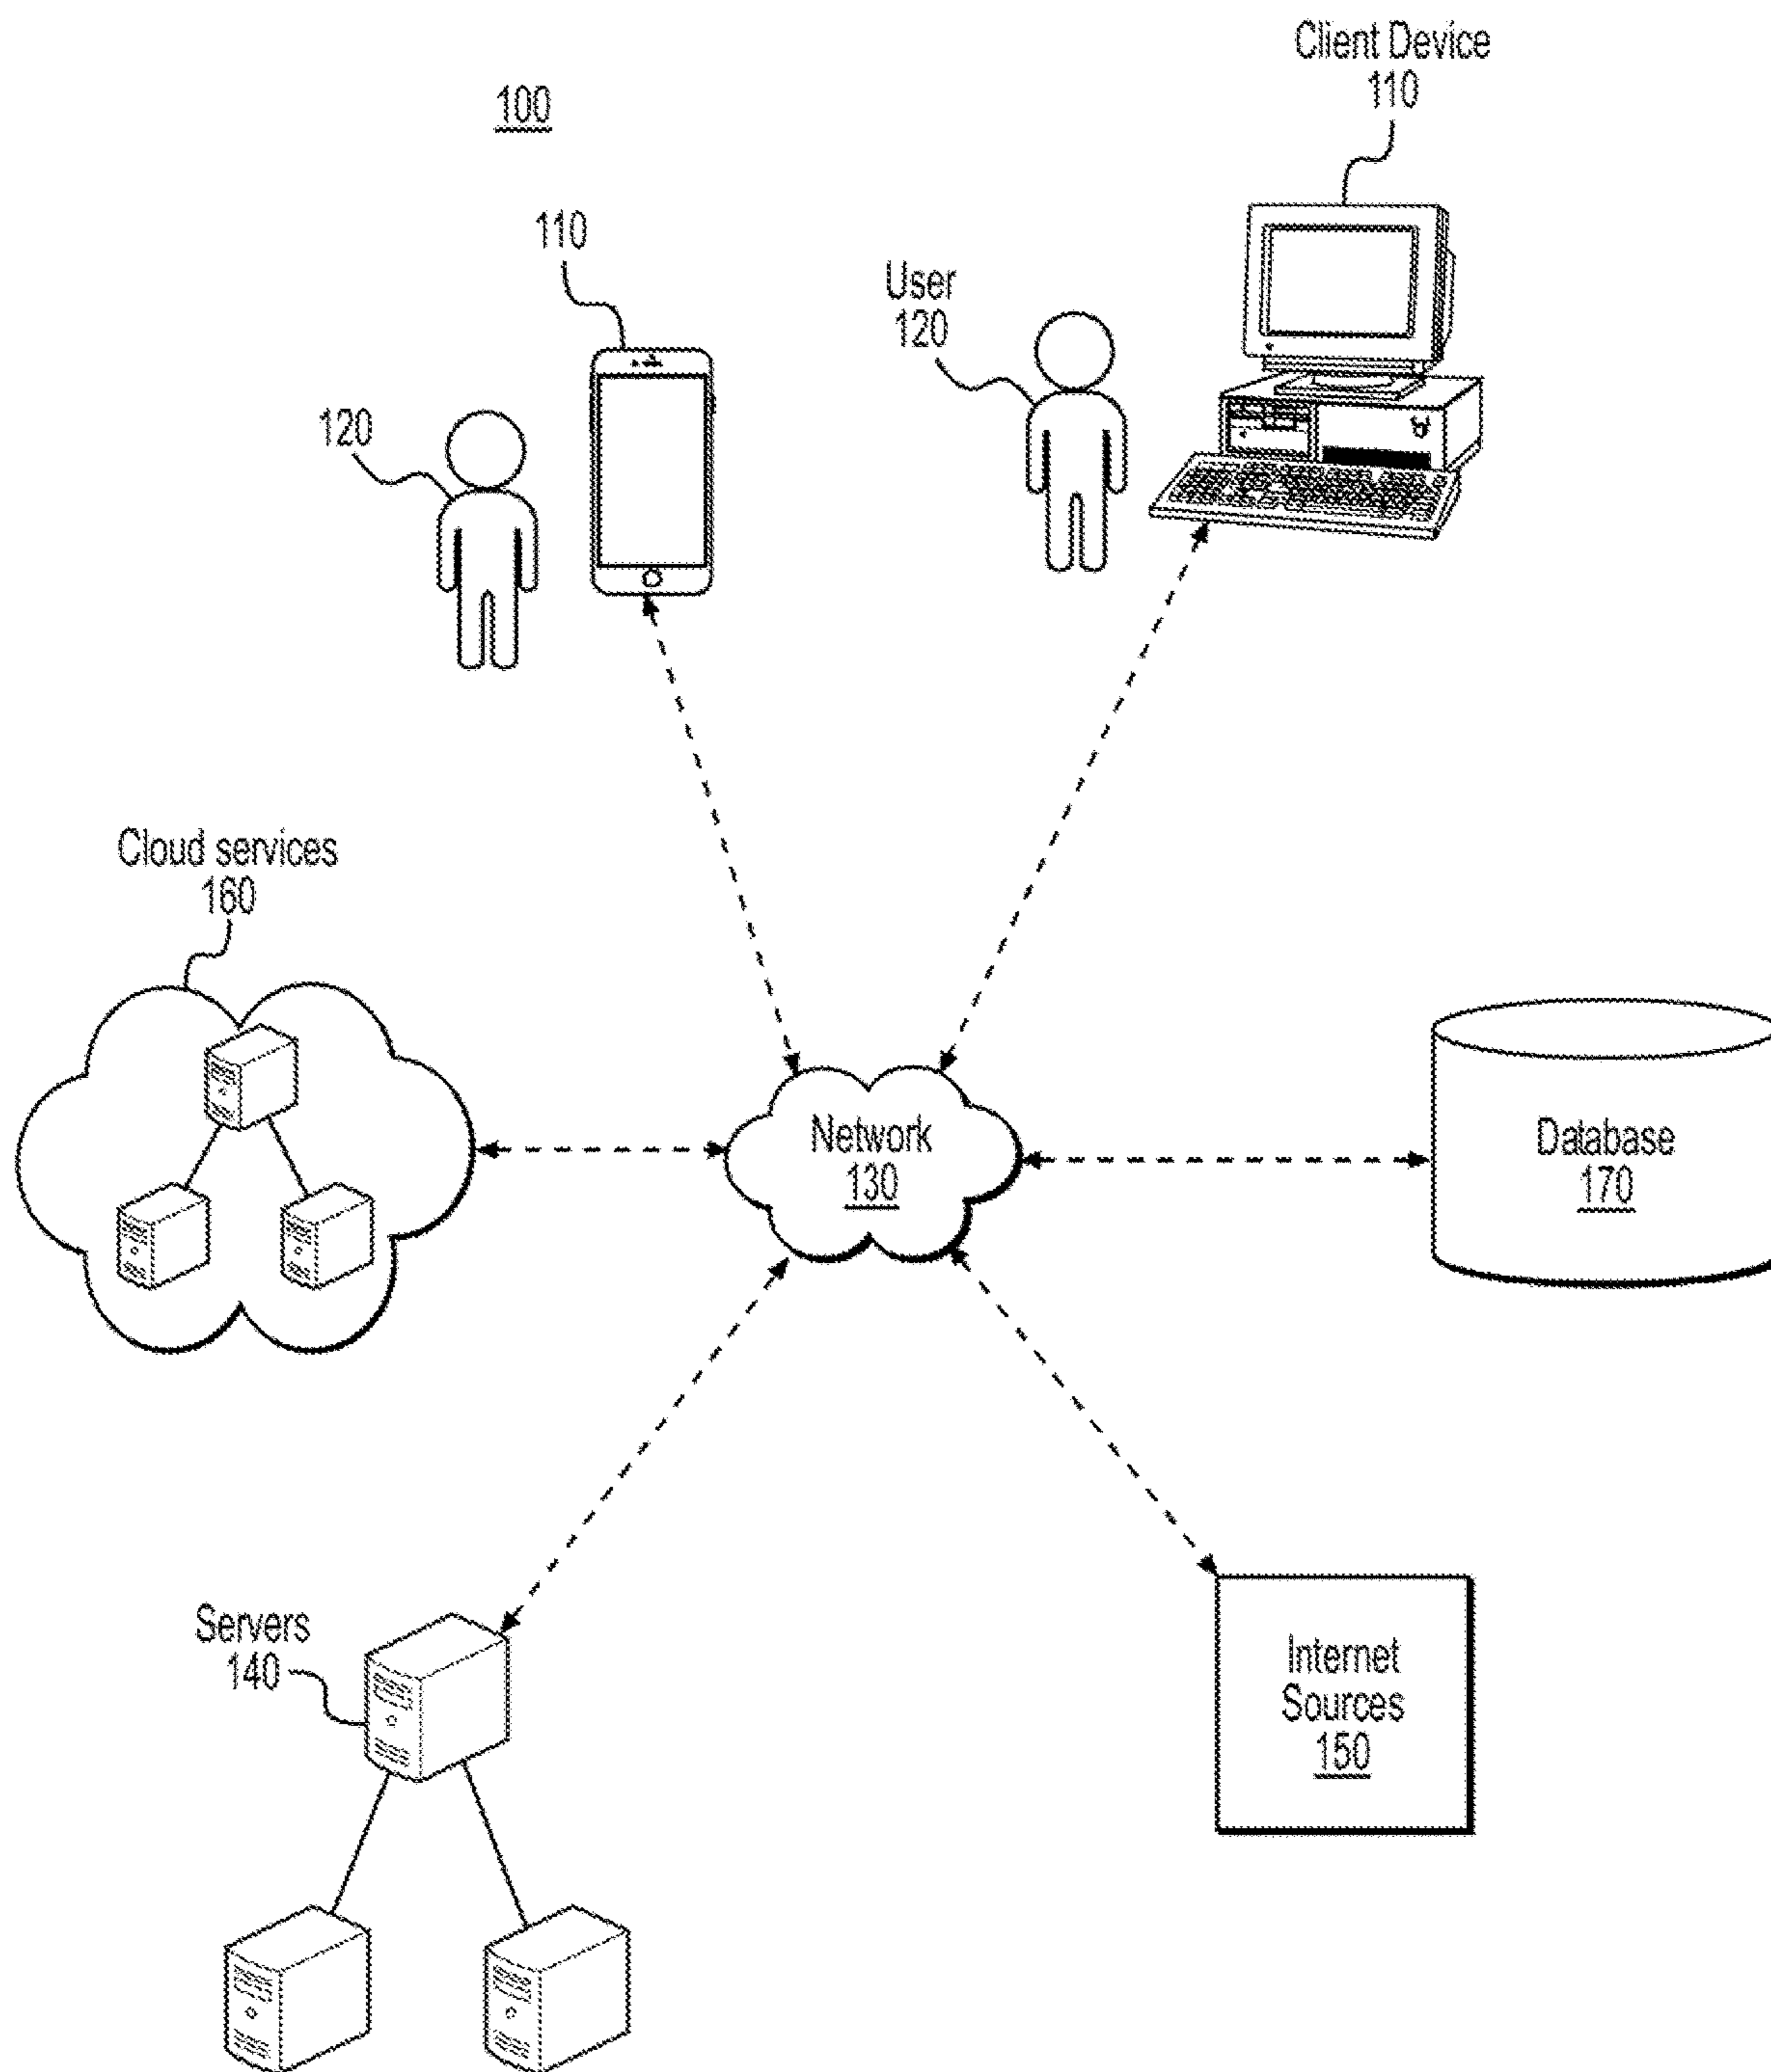 Client Device
110
100
110
User
120
120
Cloud services
160
Network
130
Database
170
Servers
140
Internet
Sources
150